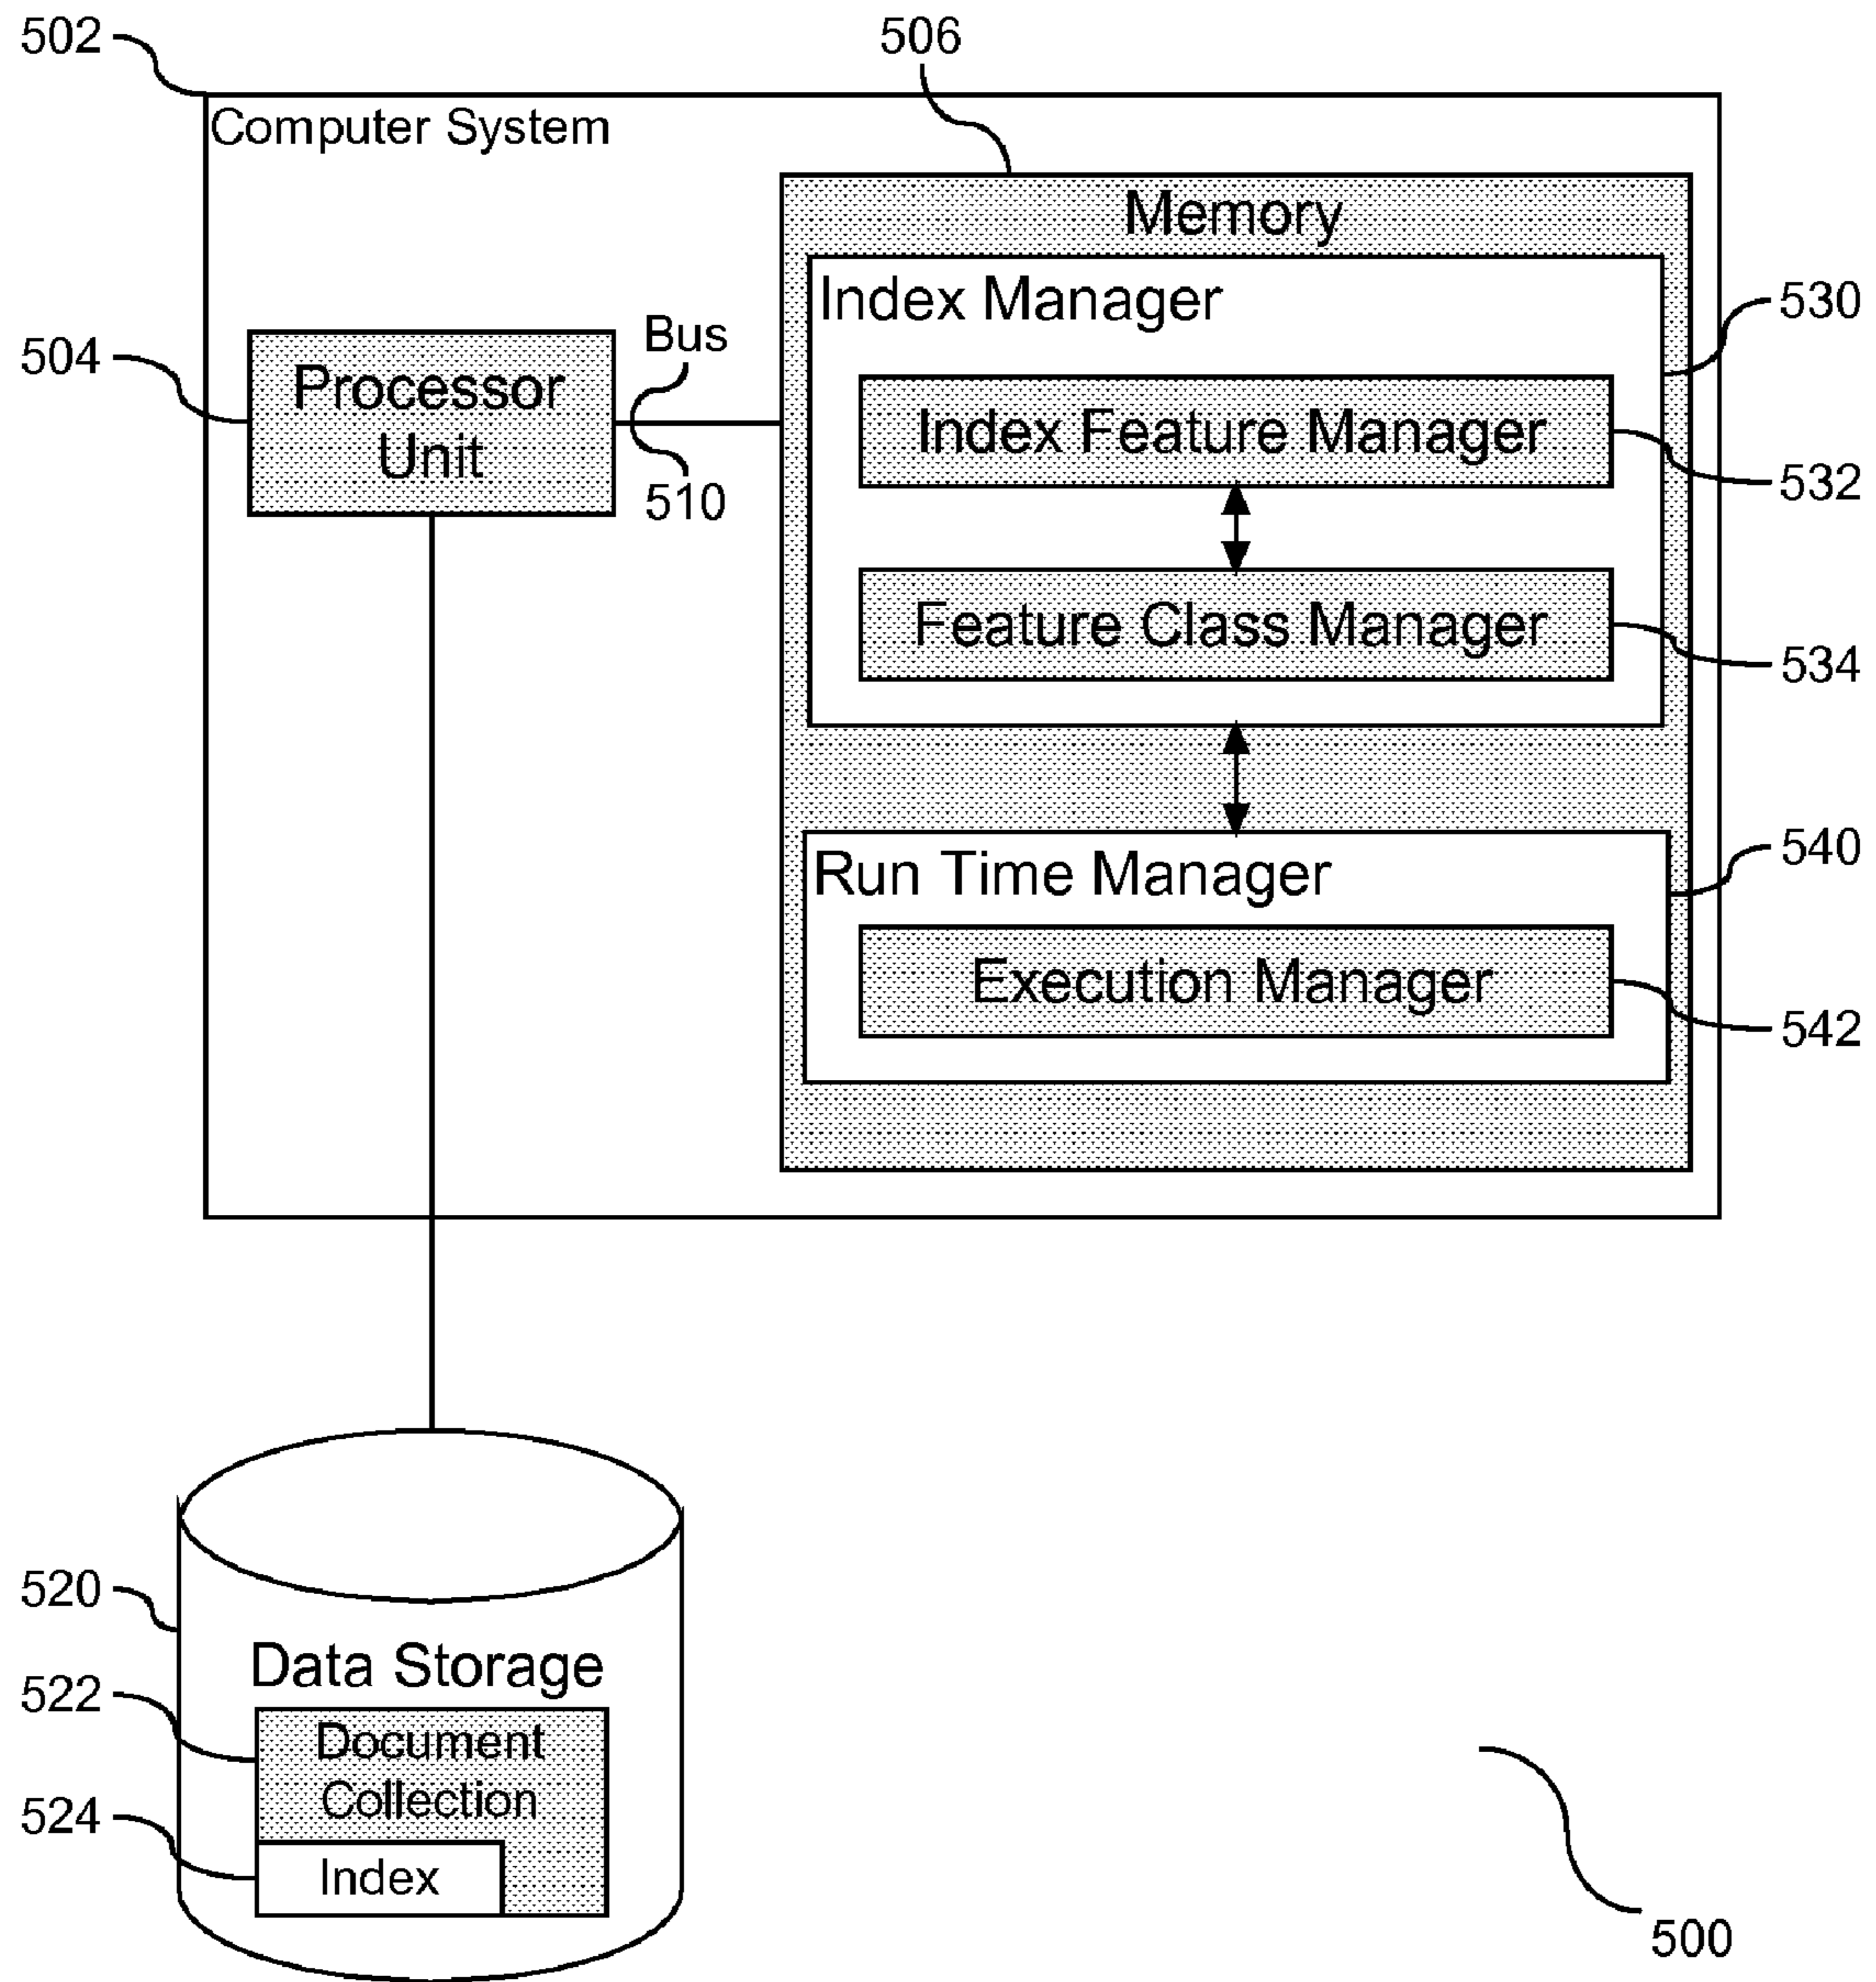 502
506
Computer System
Memory
Index Manager
530
Bus
504
Processor
Unit
Index Feature Manager
532
510
Feature Class Manager
534
540
Run Time Manager
Execution Manager
542
520
Data Storage
522
Document
Collection
524
Index
500